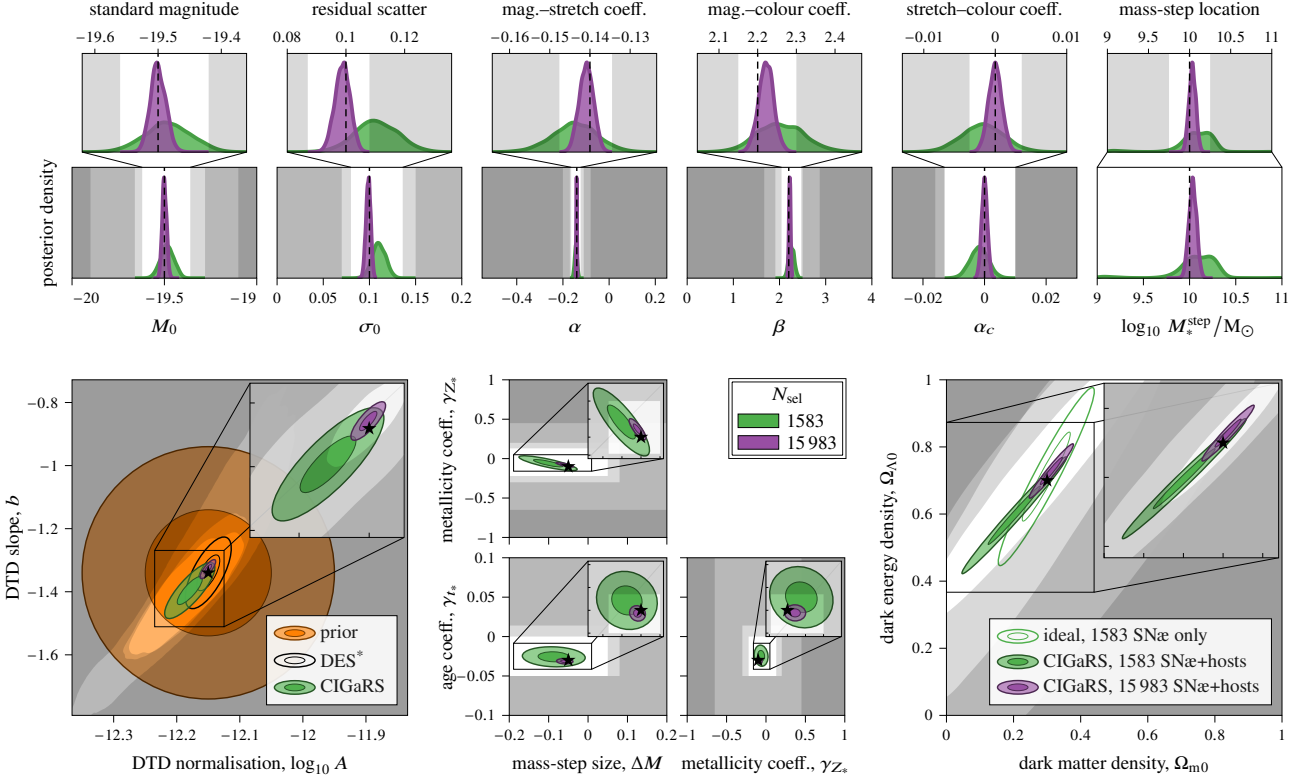 standard magnitude
residual scatter
mag.–stretch coeff.
mag.–colour coeff.
stretch–colour coeff.
mass-step location
−19.6 −19.5 −19.4
0.08 0.1 0.12
−0.16 −0.15 −0.14 −0.13
2.1 2.2 2.3 2.4
−0.01 0 0.01
9 9.5 10 10.5 11
posterior density
−20 −19.5 −19
0 0.05 0.1 0.15 0.2
−0.4 −0.2 0 0.2
0 1 2 3 4
−0.02 0 0.02
9 9.5 10 10.5 11
M₀
σ₀
α
β
α_c
log₁₀ M∗^step/M⊙
DTD slope, b
−0.8
−1
−1.2
−1.4
−1.6
prior
DES*
CIGaRS
−12.3 −12.2 −12.1 −12 −11.9
DTD normalisation, log₁₀ A
metallicity coeff., γ_Z∗
1
0.5
0
−0.5
−1
N_sel
1583
15 983
age coeff., γ_t∗
0.1
0.05
0
−0.05
−0.1
−0.2 −0.1 0 0.1 0.2
mass-step size, ΔM
−1 −0.5 0 0.5 1
metallicity coeff., γ_Z∗
dark energy density, Ω_Λ0
1
0.8
0.6
0.4
0.2
0
ideal, 1583 SNæ only
CIGaRS, 1583 SNæ+hosts
CIGaRS, 15 983 SNæ+hosts
0 0.2 0.4 0.6 0.8 1
dark matter density, Ω_m0